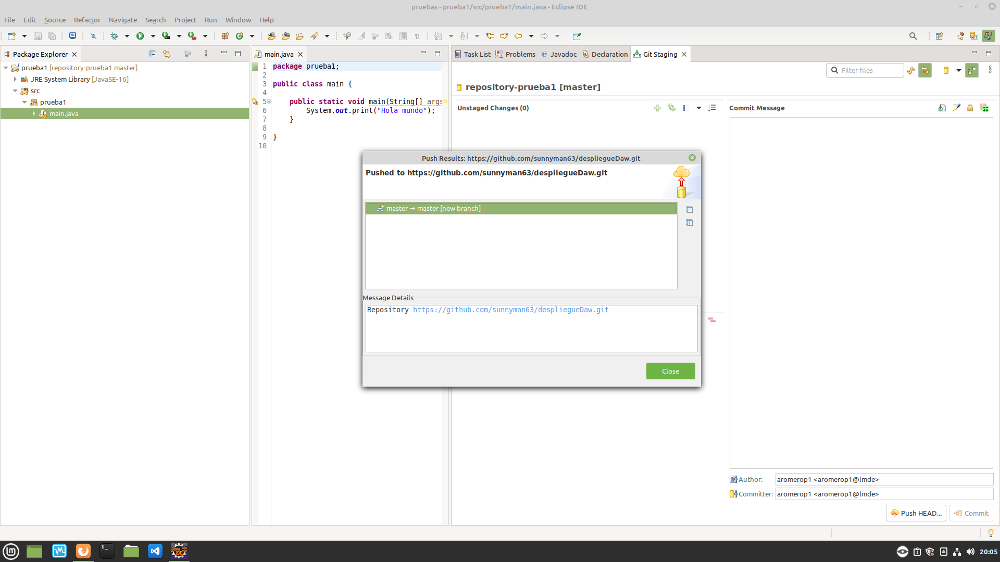 pruebas - prueba1/src/prueba1/main.java - Eclipse IDE
File Edit Source Refactor Navigate Search Project Run Window Help
Package Explorer
prueba1 [repository-prueba1 master]
JRE System Library [JavaSE-16]
src
prueba1
main.java
main.java
1 package prueba1;
2
3 public class main {
4
5 public static void main(String[] args
6 System.out.print("Hola mundo");
7 }
8
9 }
10
Task List Problems @ Javadoc Declaration Git Staging
Filter files
repository-prueba1 [master]
Unstaged Changes (0)
Commit Message
Push Results: https://github.com/sunnyman63/despliegueDaw.git
Pushed to https://github.com/sunnyman63/despliegueDaw.git
master → master [new branch]
Message Details
Repository https://github.com/sunnyman63/despliegueDaw.git
Close
Author: aromerop1 <aromerop1@lmde>
Committer: aromerop1 <aromerop1@lmde>
Push HEAD... Commit
Java EE
IDE
20:05